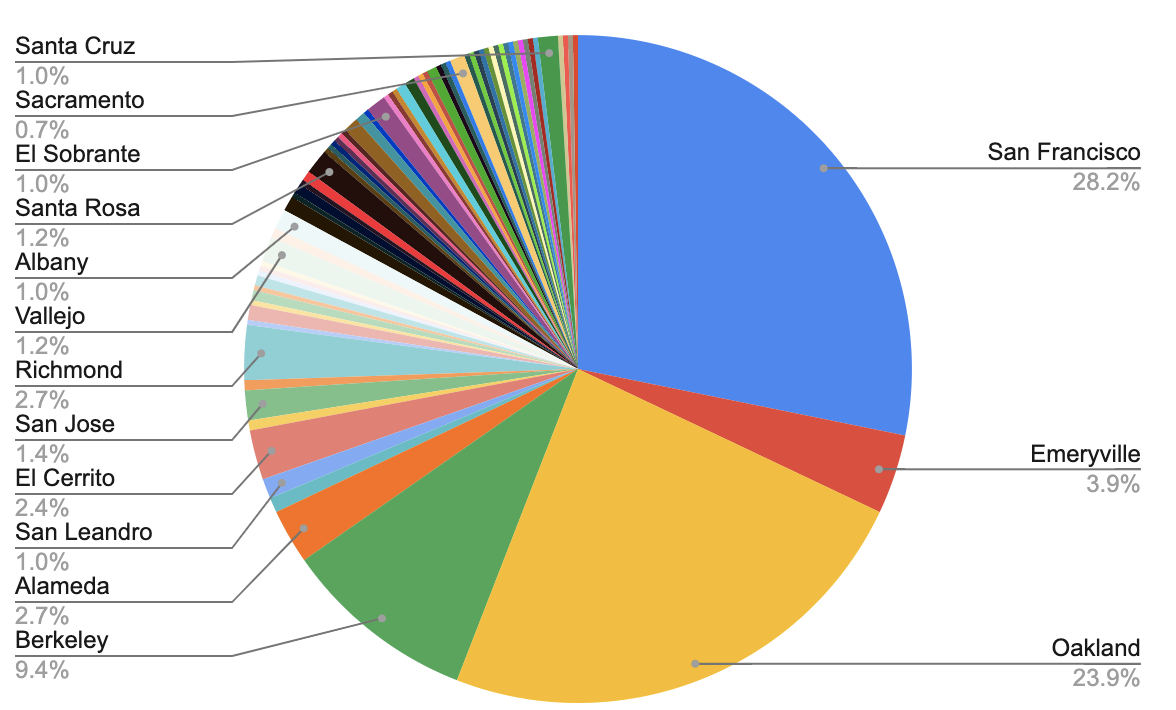 Santa Cruz
1.0%
Sacramento
0.7%
El Sobrante
1.0%
Santa Rosa
1.2%
Albany
1.0%
Vallejo
1.2%
Richmond
2.7%
San Jose
1.4%
El Cerrito
2.4%
San Leandro
1.0%
Alameda
2.7%
Berkeley
9.4%
San Francisco
28.2%
Emeryville
3.9%
Oakland
23.9%